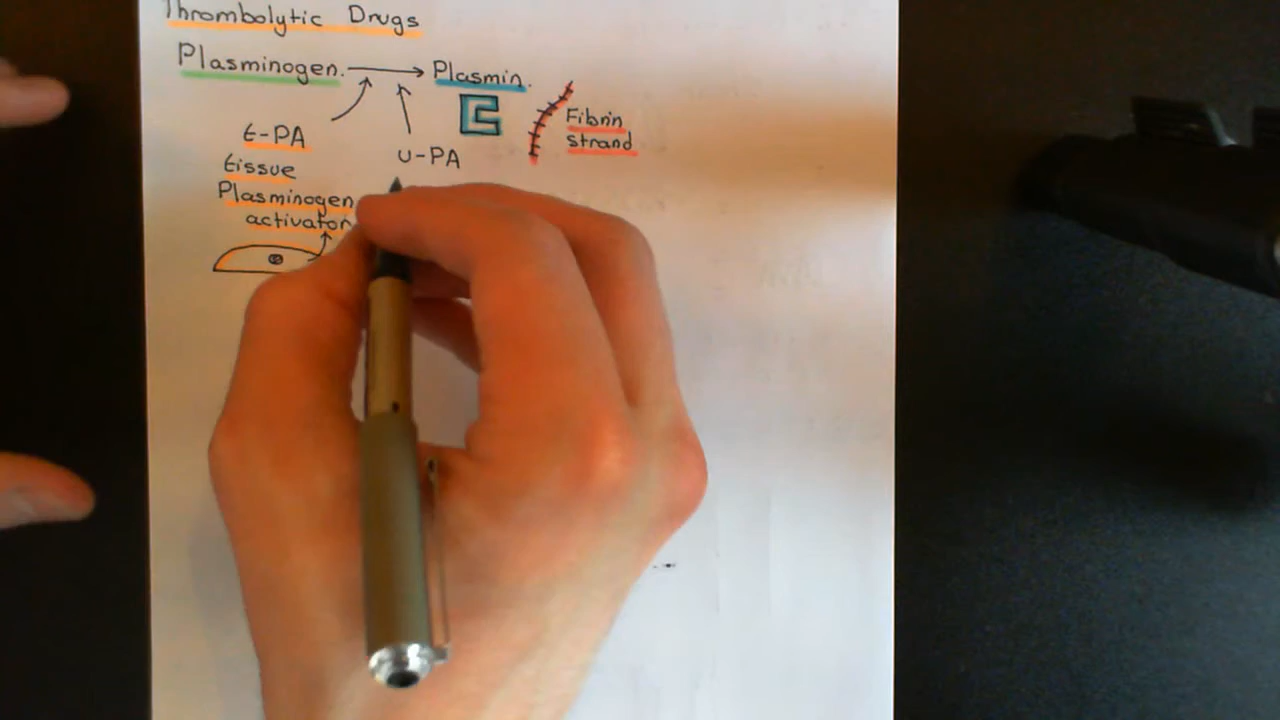 Thrombolytic Drugs
Plasminogen. → Plasmin.
t-PA
tissue
Plasminogen
activator
U-PA
Fibrin
strand